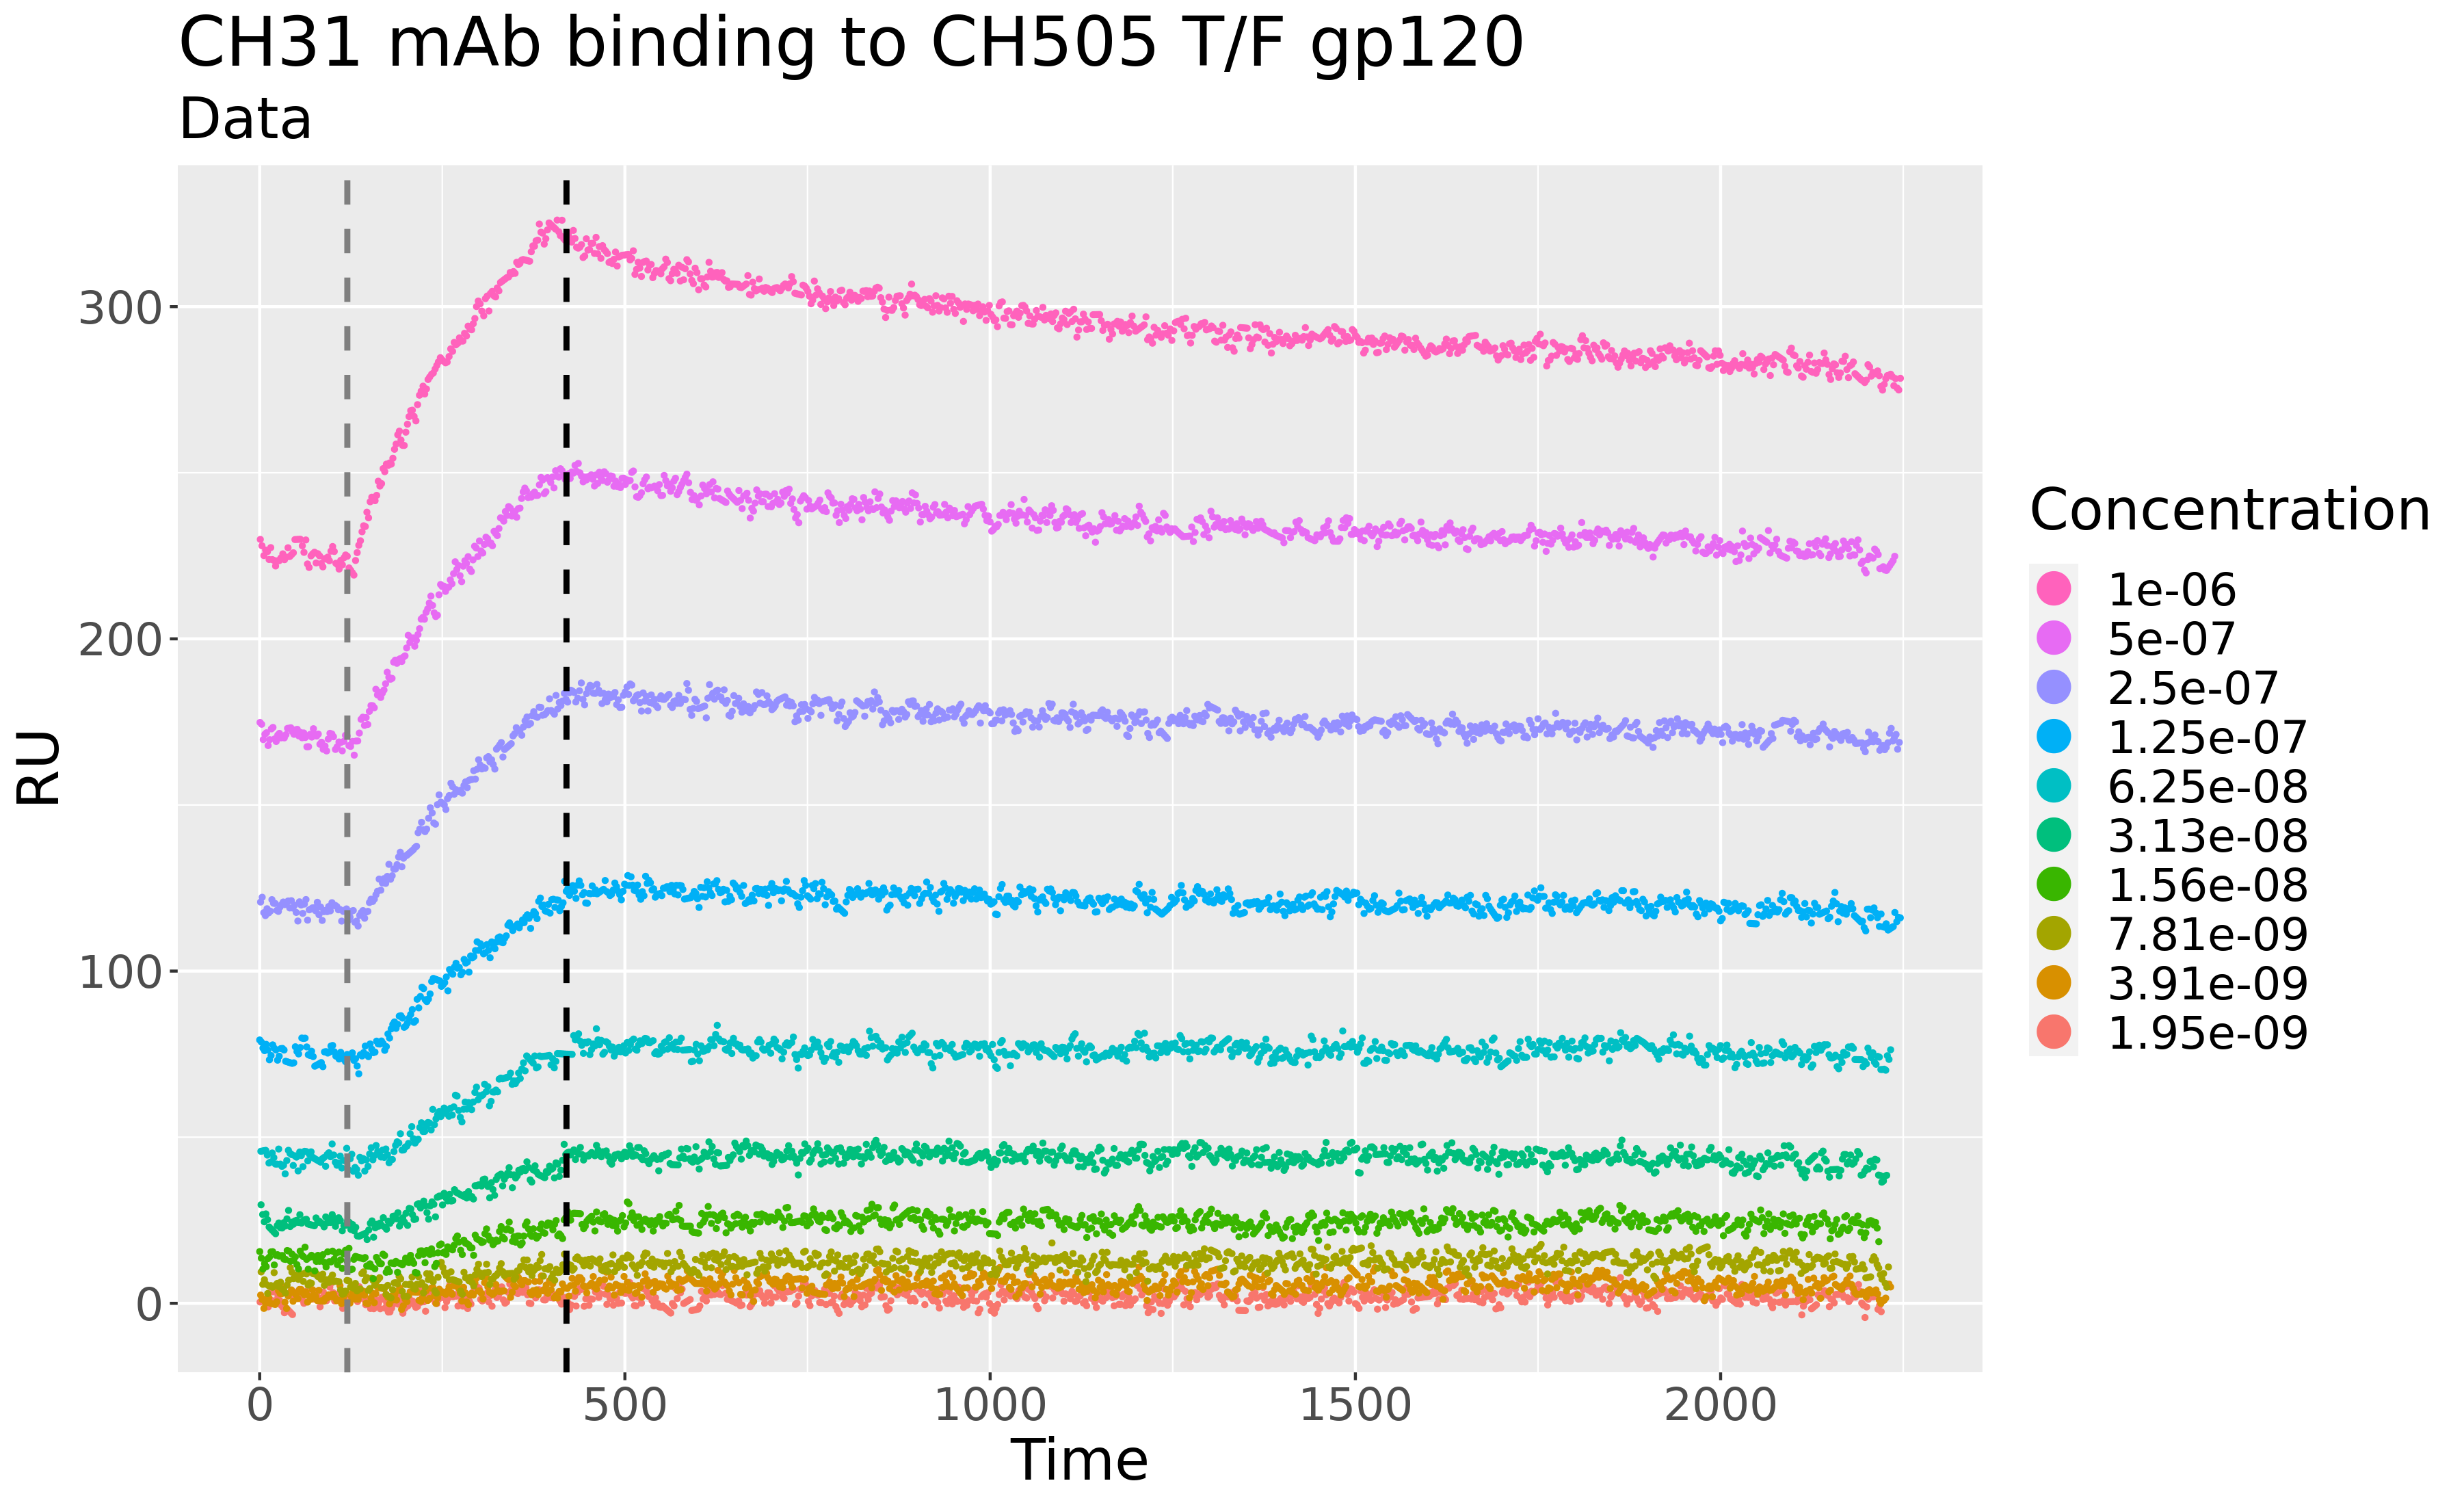 CH31 mAb binding to CH505 T/F gp120
Data
RU
300
200
100
0
0 500 1000 1500 2000
Time
Concentration
1e-06
5e-07
2.5e-07
1.25e-07
6.25e-08
3.13e-08
1.56e-08
7.81e-09
3.91e-09
1.95e-09